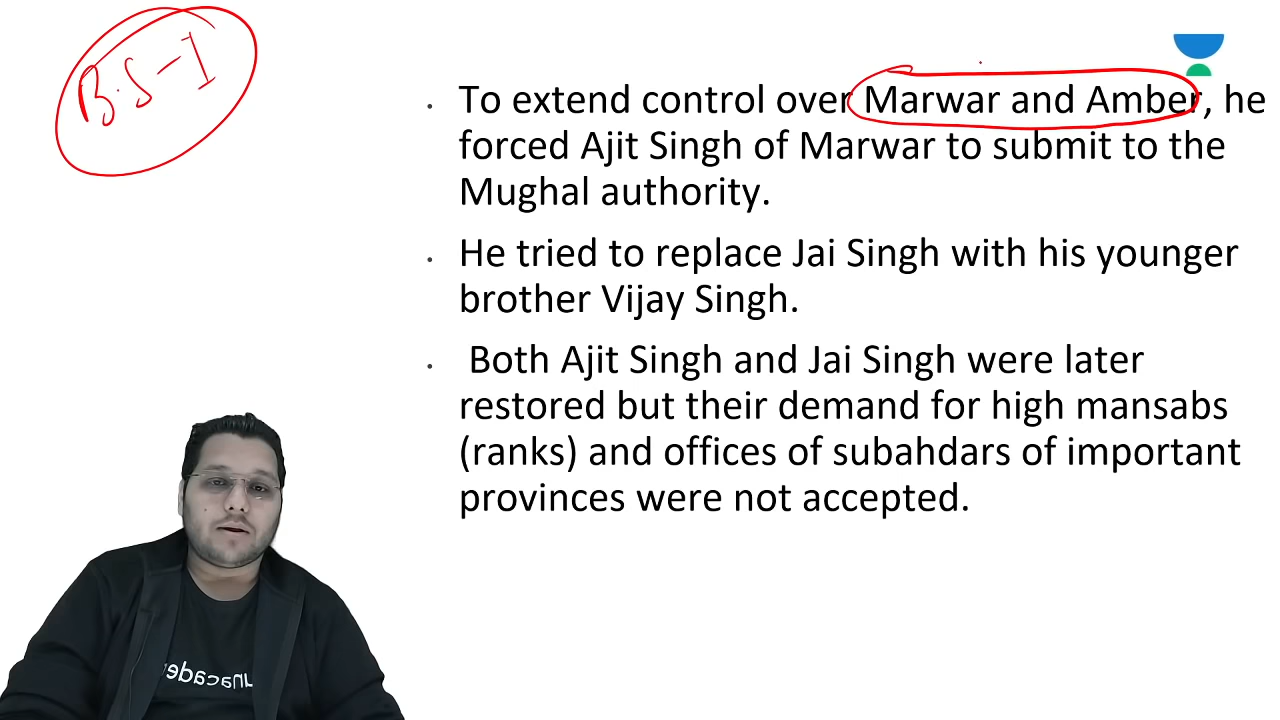 B.S-I
To extend control over Marwar and Amber, he
forced Ajit Singh of Marwar to submit to the
Mughal authority.
He tried to replace Jai Singh with his younger
brother Vijay Singh.
Both Ajit Singh and Jai Singh were later
restored but their demand for high mansabs
(ranks) and offices of subahdars of important
provinces were not accepted.
unacade